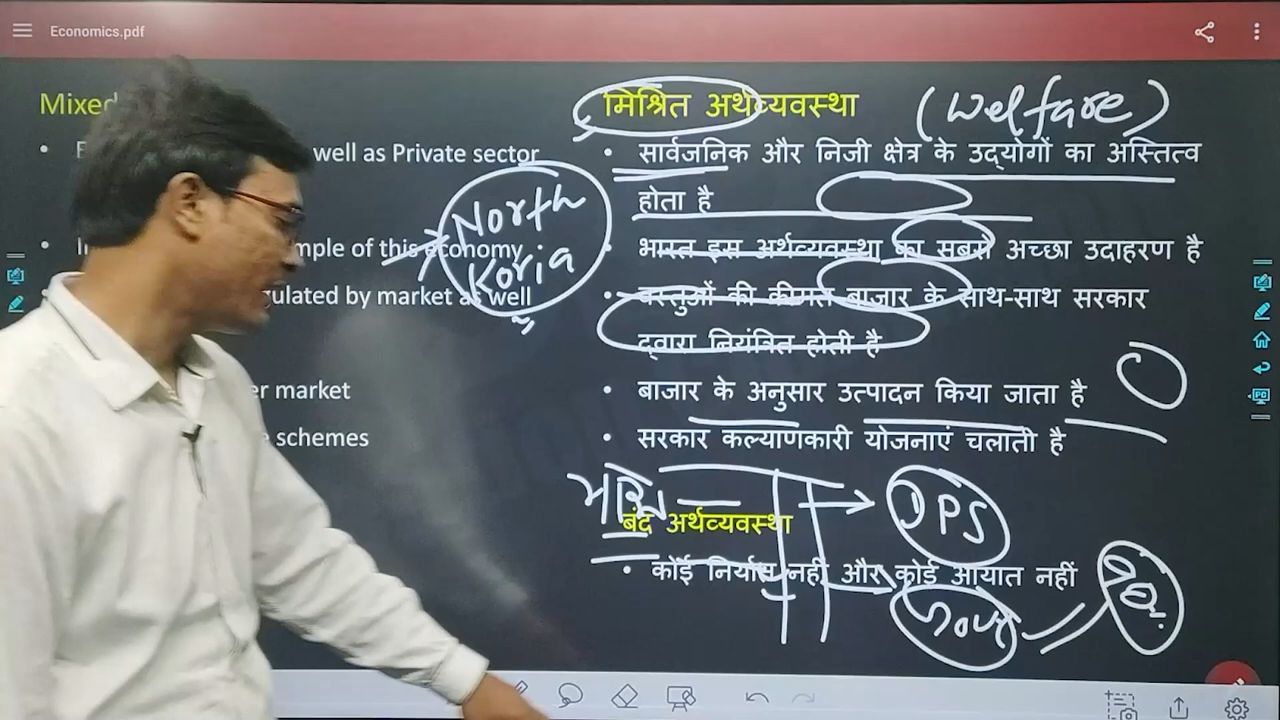 Economics.pdf
Mixed
well as Private sector
mple of this economy
gulated by market as well
er market
schemes
मिश्रित अर्थव्यवस्था (Welfare)
सार्वजनिक और निजी क्षेत्र के उद्योगों का अस्तित्व
होता है
North
Koria
भारत इस अर्थव्यवस्था का सबसे अच्छा उदाहरण है
वस्तुओं की कीमत बाजार के साथ-साथ सरकार
द्वारा नियंत्रित होती है
बाजार के अनुसार उत्पादन किया जाता है
सरकार कल्याणकारी योजनाएं चलाती है
DPS
बंद अर्थव्यवस्था
कोई निर्यात नहीं और कोई आयात नहीं
Govt